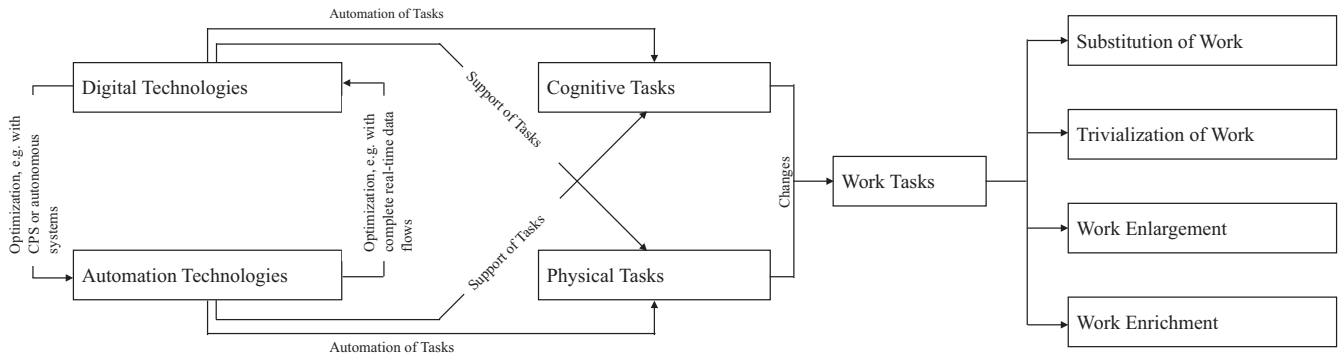 Automation of Tasks
Substitution of Work
Digital Technologies
Support of Tasks
Cognitive Tasks
Trivialization of Work
Optimization, e.g. with
CPS or autonomous
systems
Optimization, e.g. with
complete real-time data
flows
Changes
Work Tasks
Work Enlargement
Automation Technologies
Support of Tasks
Physical Tasks
Work Enrichment
Automation of Tasks